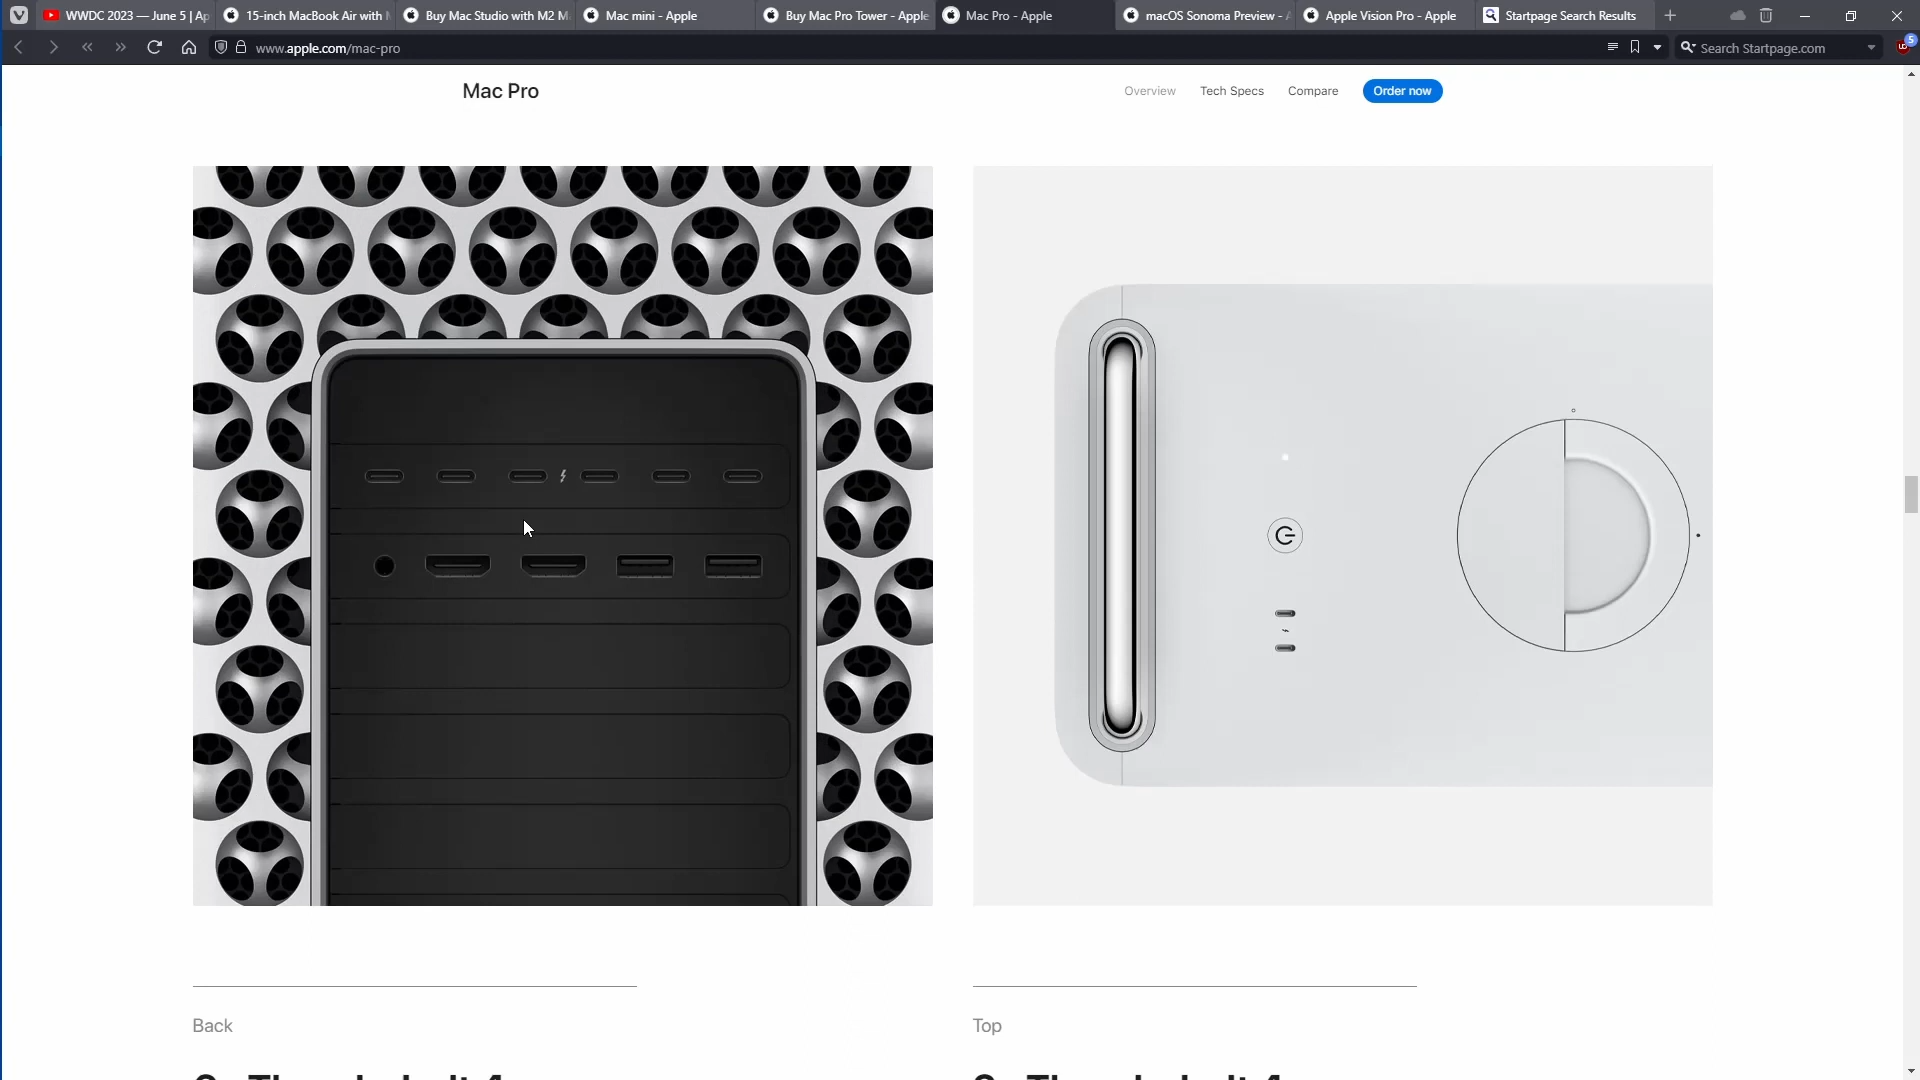 WWDC 2023 — June 5 | Ap
15-inch MacBook Air with
Buy Mac Studio with M2 M
Mac mini - Apple
Buy Mac Pro Tower - Apple
Mac Pro - Apple
macOS Sonoma Preview -
Apple Vision Pro - Apple
Startpage Search Results
www.apple.com/mac-pro
Search Startpage.com
5
Mac Pro
Overview
Tech Specs
Compare
Order now
Back
Top